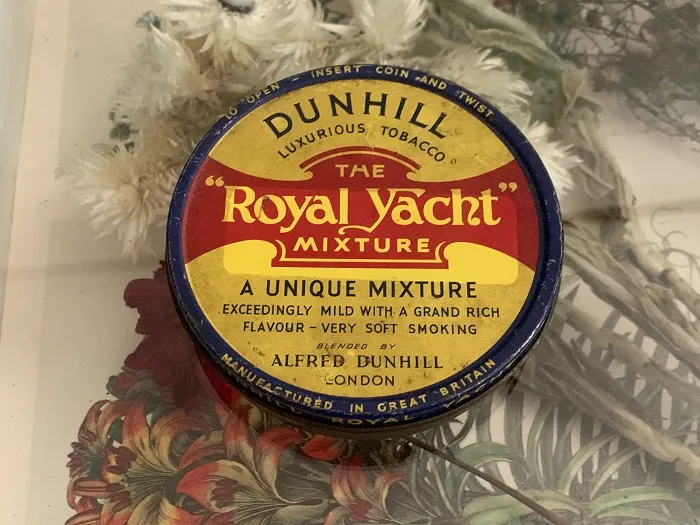 TO OPEN - INSERT COIN AND TWIST
DUNHILL
LUXURIOUS TOBACCO
THE
"Royal Yacht"
MIXTURE
A UNIQUE MIXTURE
EXCEEDINGLY MILD WITH A GRAND RICH
FLAVOUR - VERY SOFT SMOKING
BLENDED BY
ALFRED DUNHILL
LONDON
MANUFACTURED IN GREAT BRITAIN
ROYAL